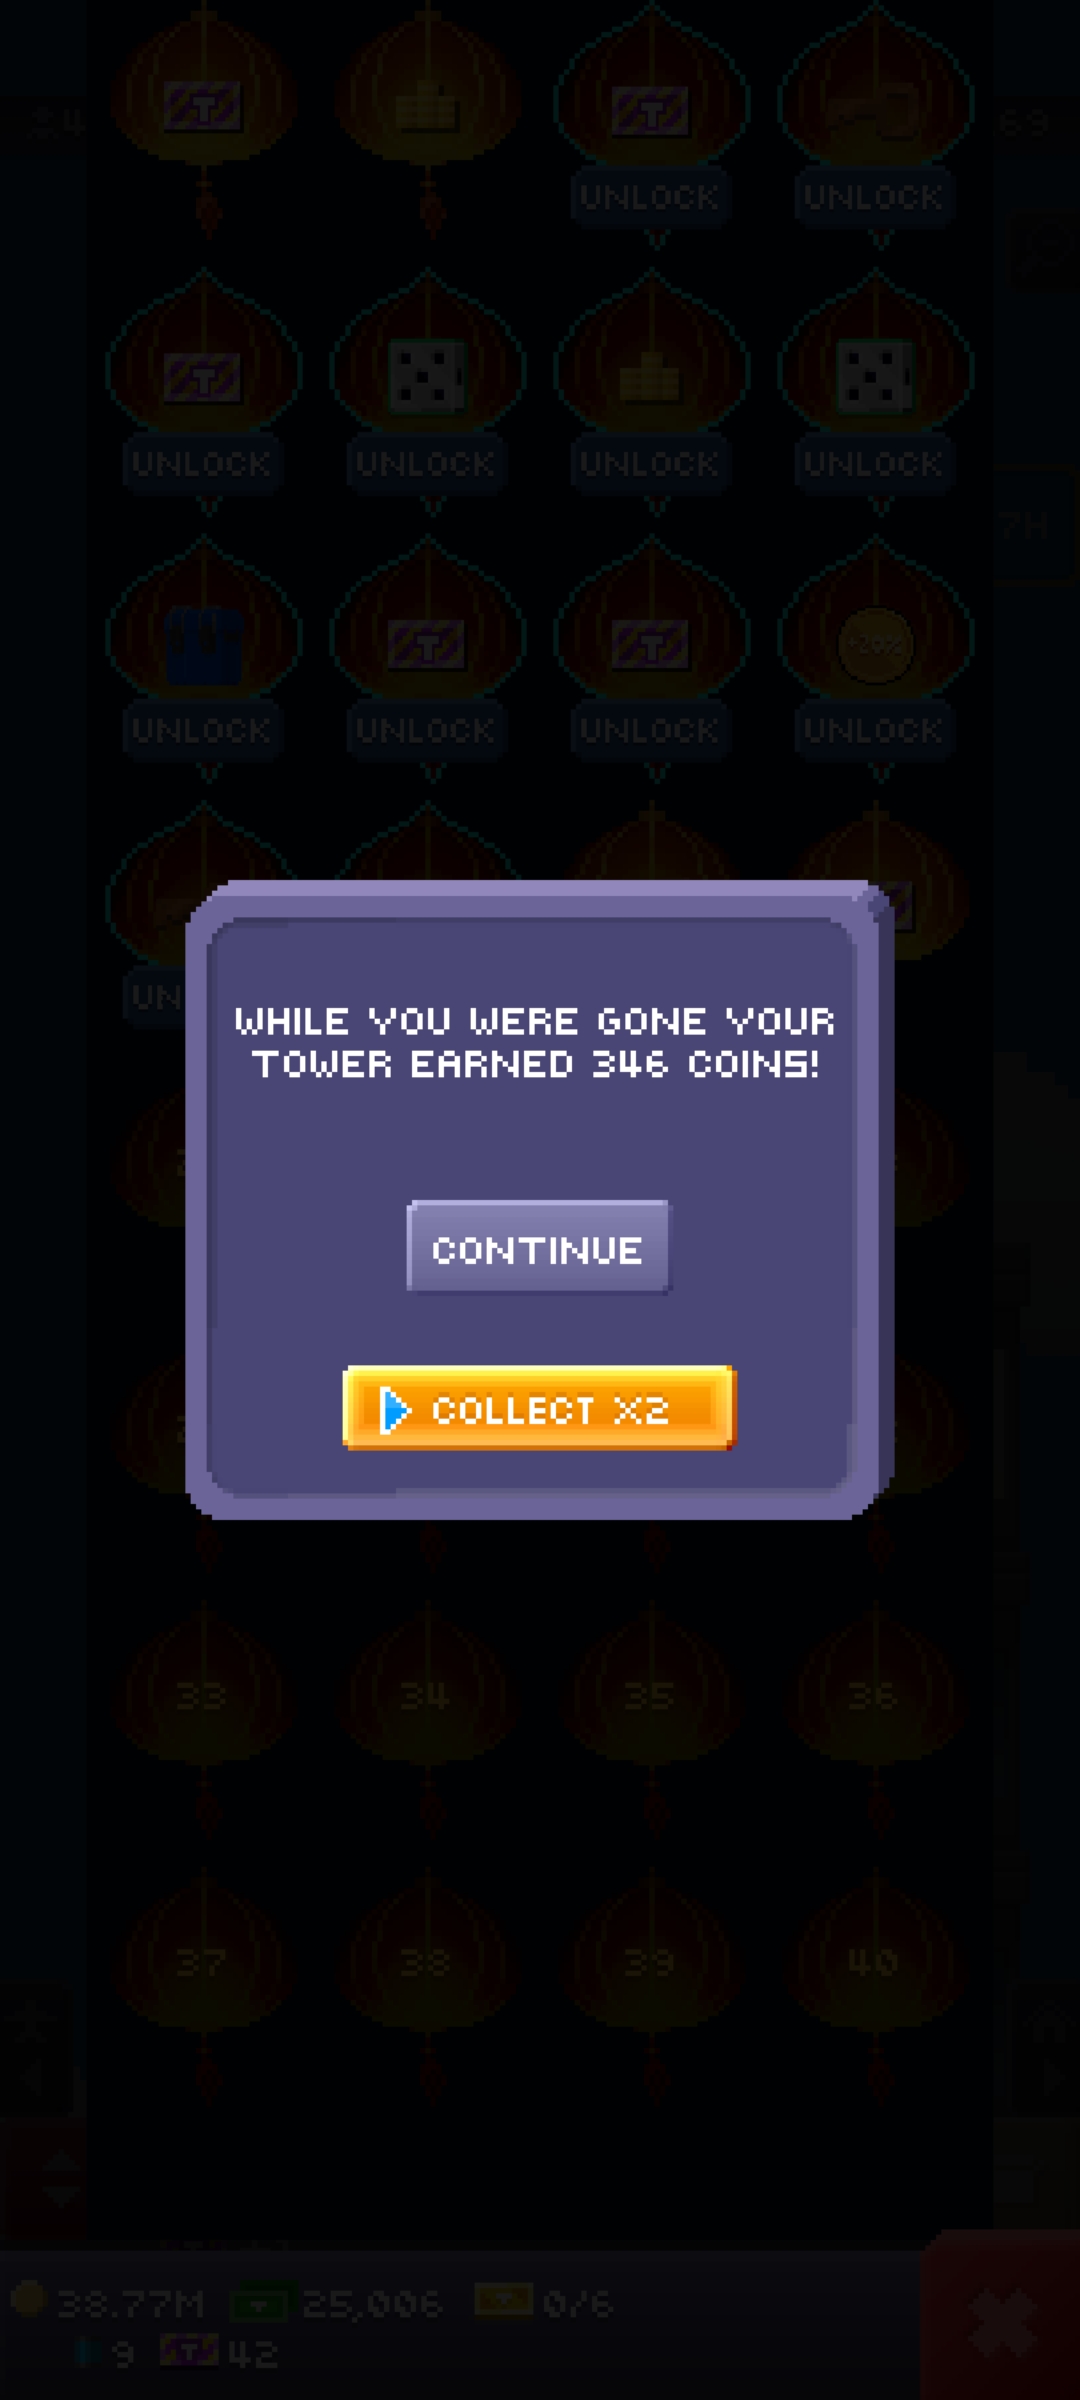 69
UNLOCK UNLOCK
UNLOCK UNLOCK UNLOCK UNLOCK
7H
UNLOCK UNLOCK UNLOCK UNLOCK
WHILE YOU WERE GONE YOUR
TOWER EARNED 346 COINS!
CONTINUE
COLLECT X2
33 34 35 36
37 38 39 40
38.77M 25,006 0/6
9 T 42